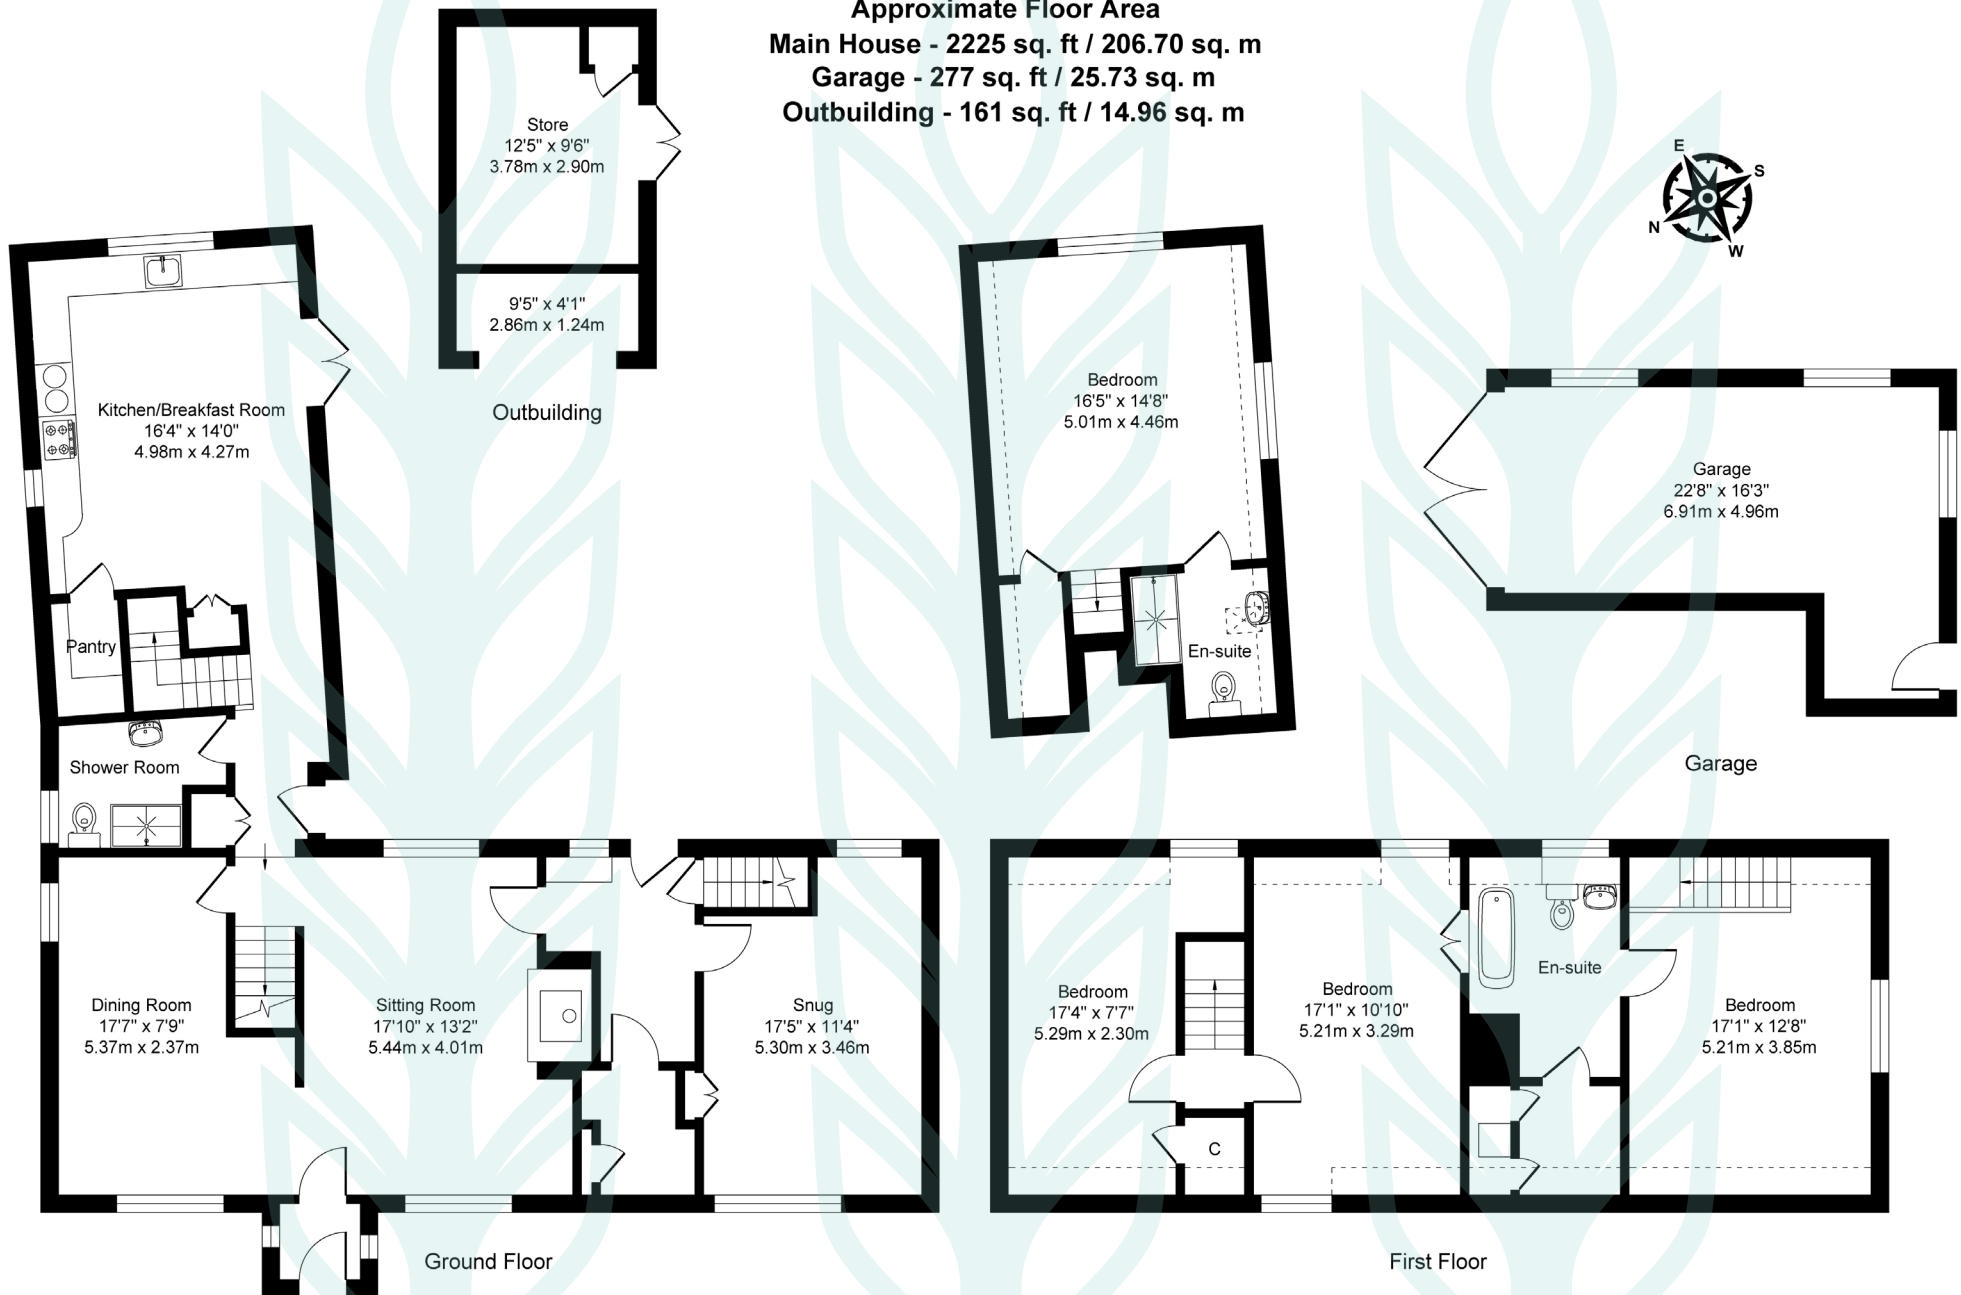 Approximate Floor Area
Main House - 2225 sq. ft / 206.70 sq. m
Garage - 277 sq. ft / 25.73 sq. m
Outbuilding - 161 sq. ft / 14.96 sq. m
Store
12'5" x 9'6"
3.78m x 2.90m
9'5" x 4'1"
2.86m x 1.24m
Outbuilding
E
S
N
W
Kitchen/Breakfast Room
16'4" x 14'0"
4.98m x 4.27m
Pantry
Shower Room
Dining Room
17'7" x 7'9"
5.37m x 2.37m
Sitting Room
17'10" x 13'2"
5.44m x 4.01m
Snug
17'5" x 11'4"
5.30m x 3.46m
Ground Floor
Bedroom
16'5" x 14'8"
5.01m x 4.46m
En-suite
Garage
22'8" x 16'3"
6.91m x 4.96m
Garage
Bedroom
17'4" x 7'7"
5.29m x 2.30m
C
Bedroom
17'1" x 10'10"
5.21m x 3.29m
En-suite
Bedroom
17'1" x 12'8"
5.21m x 3.85m
First Floor